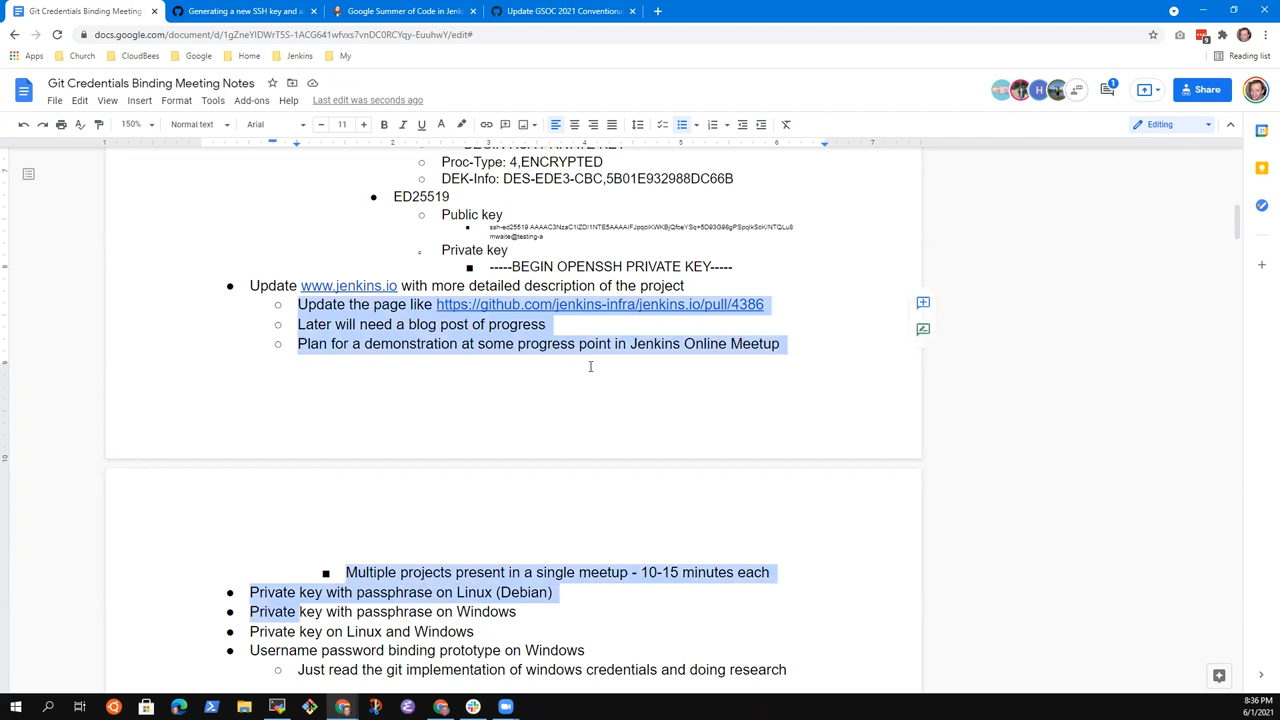 Git Credentials Binding Meeting
Generating a new SSH key and a
Google Summer of Code in Jenki
Update GSOC 2021 Conventiona
docs.google.com/document/d/1gZneYlDWrTSS-1ACG641wfvxs7vnDC0RCYqy-EuuhwY/edit#
Apps
Church
CloudBees
Google
Home
Jenkins
My
Reading list
Git Credentials Binding Meeting Notes
File Edit View Insert Format Tools Add-ons Help Last edit was seconds ago
Share
150% Normal text Arial 11
Editing
Proc-Type: 4,ENCRYPTED
DEK-Info: DES-EDE3-CBC,5B01E932988DC66B
ED25519
Public key
mwaite@testing-a
Private key
-----BEGIN OPENSSH PRIVATE KEY-----
Update www.jenkins.io with more detailed description of the project
Update the page like https://github.com/jenkins-infra/jenkins.io/pull/4386
Later will need a blog post of progress
Plan for a demonstration at some progress point in Jenkins Online Meetup
Multiple projects present in a single meetup - 10-15 minutes each
Private key with passphrase on Linux (Debian)
Private key with passphrase on Windows
Private key on Linux and Windows
Username password binding prototype on Windows
Just read the git implementation of windows credentials and doing research
8:36 PM
6/1/2021